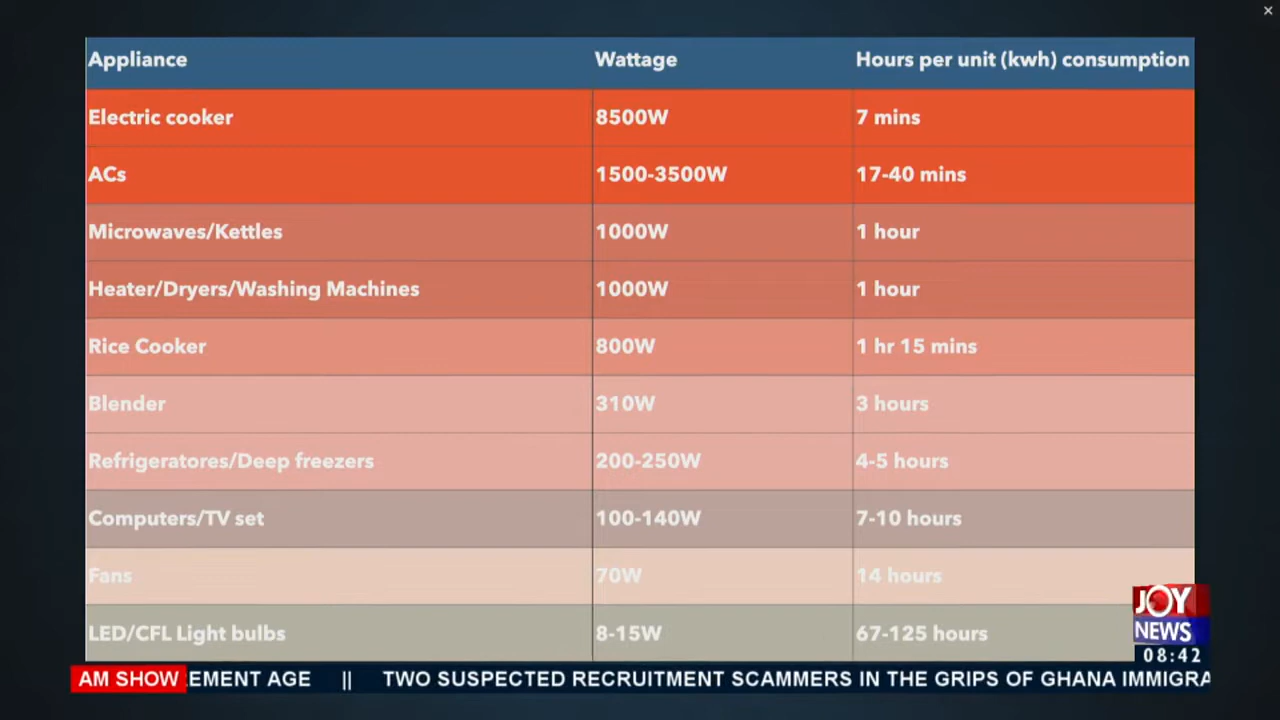 Appliance Wattage Hours per unit (kwh) consumption
Electric cooker 8500W 7 mins
ACs 1500-3500W 17-40 mins
Microwaves/Kettles 1000W 1 hour
Heater/Dryers/Washing Machines 1000W 1 hour
Rice Cooker 800W 1 hr 15 mins
Blender 310W 3 hours
Refrigeratores/Deep freezers 200-250W 4-5 hours
Computers/TV set 100-140W 7-10 hours
Fans 70W 14 hours
LED/CFL Light bulbs 8-15W 67-125 hours
JOY
NEWS
08:42
AM SHOW EMENT AGE || TWO SUSPECTED RECRUITMENT SCAMMERS IN THE GRIPS OF GHANA IMMIGRA